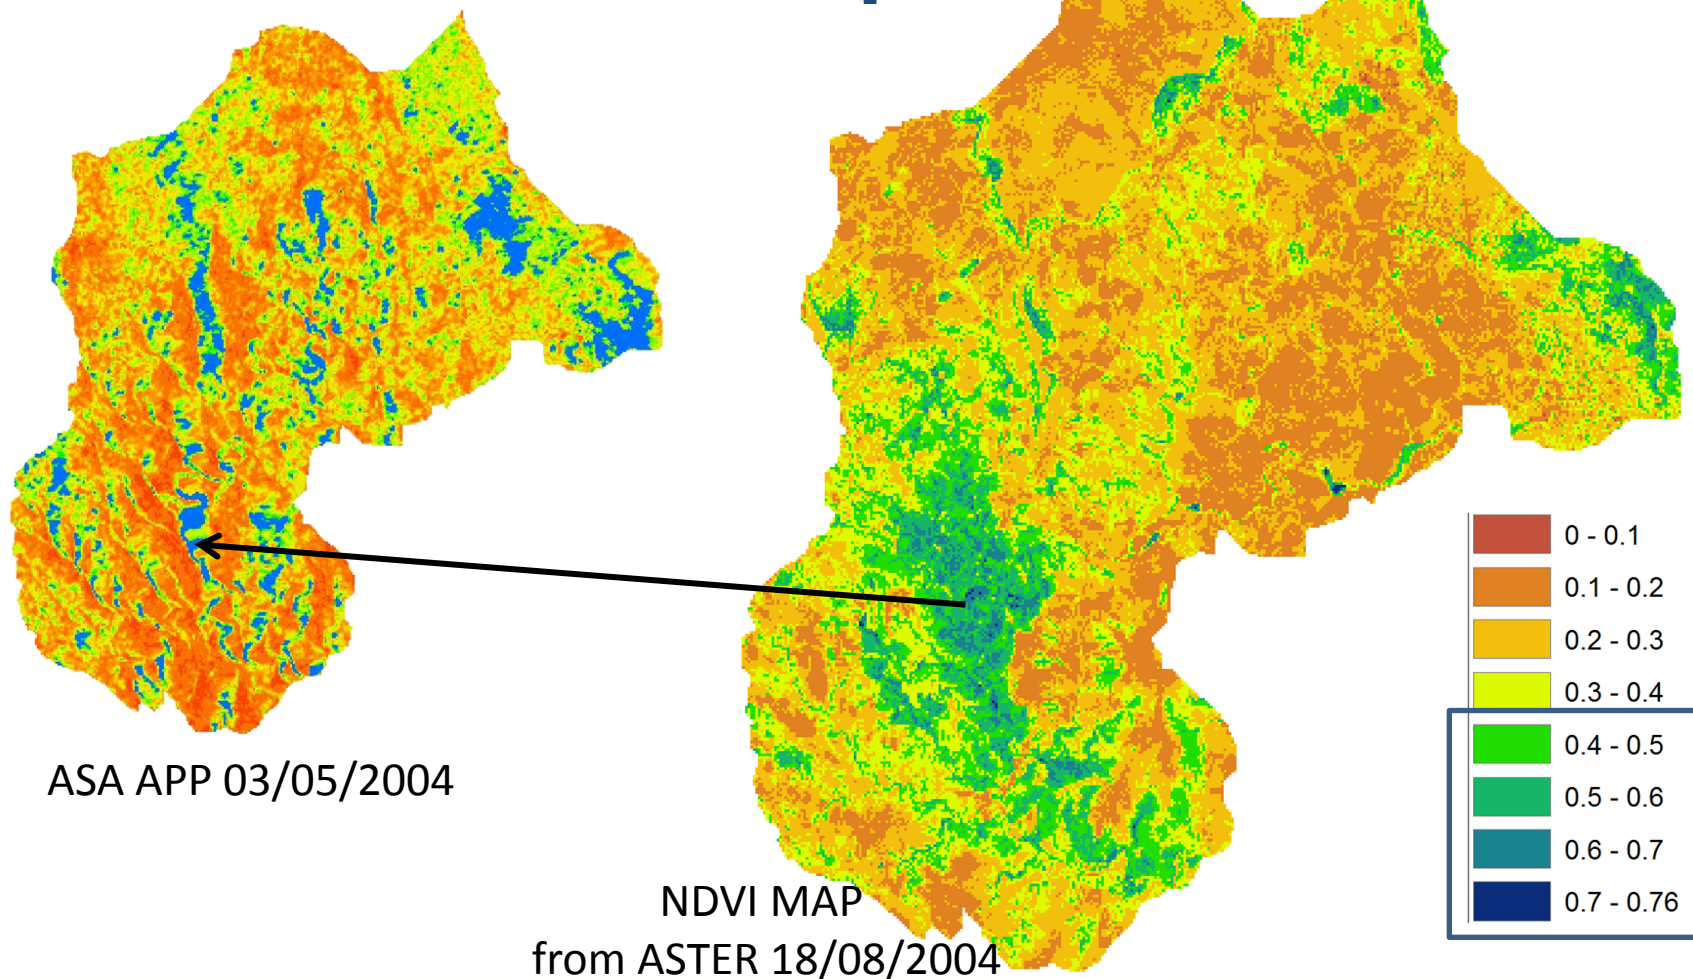 ASA APP 03/05/2004
NDVI MAP
from ASTER 18/08/2004
0 - 0.1
0.1 - 0.2
0.2 - 0.3
0.3 - 0.4
0.4 - 0.5
0.5 - 0.6
0.6 - 0.7
0.7 - 0.76